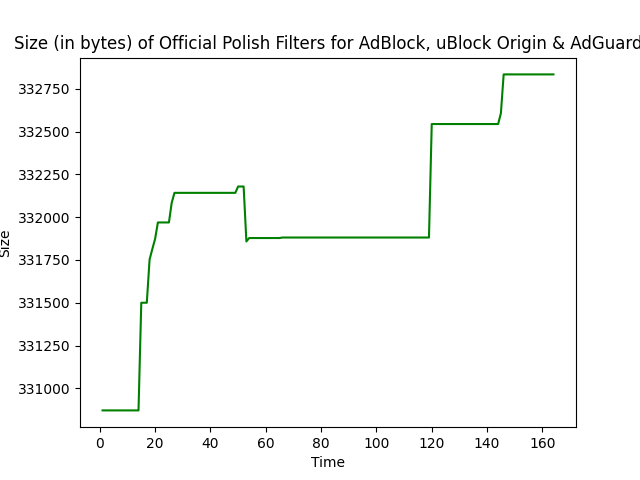 Size (in bytes) of Official Polish Filters for AdBlock, uBlock Origin & AdGuard
332750
332500
332250
332000
331750
331500
331250
331000
Size
0 20 40 60 80 100 120 140 160
Time